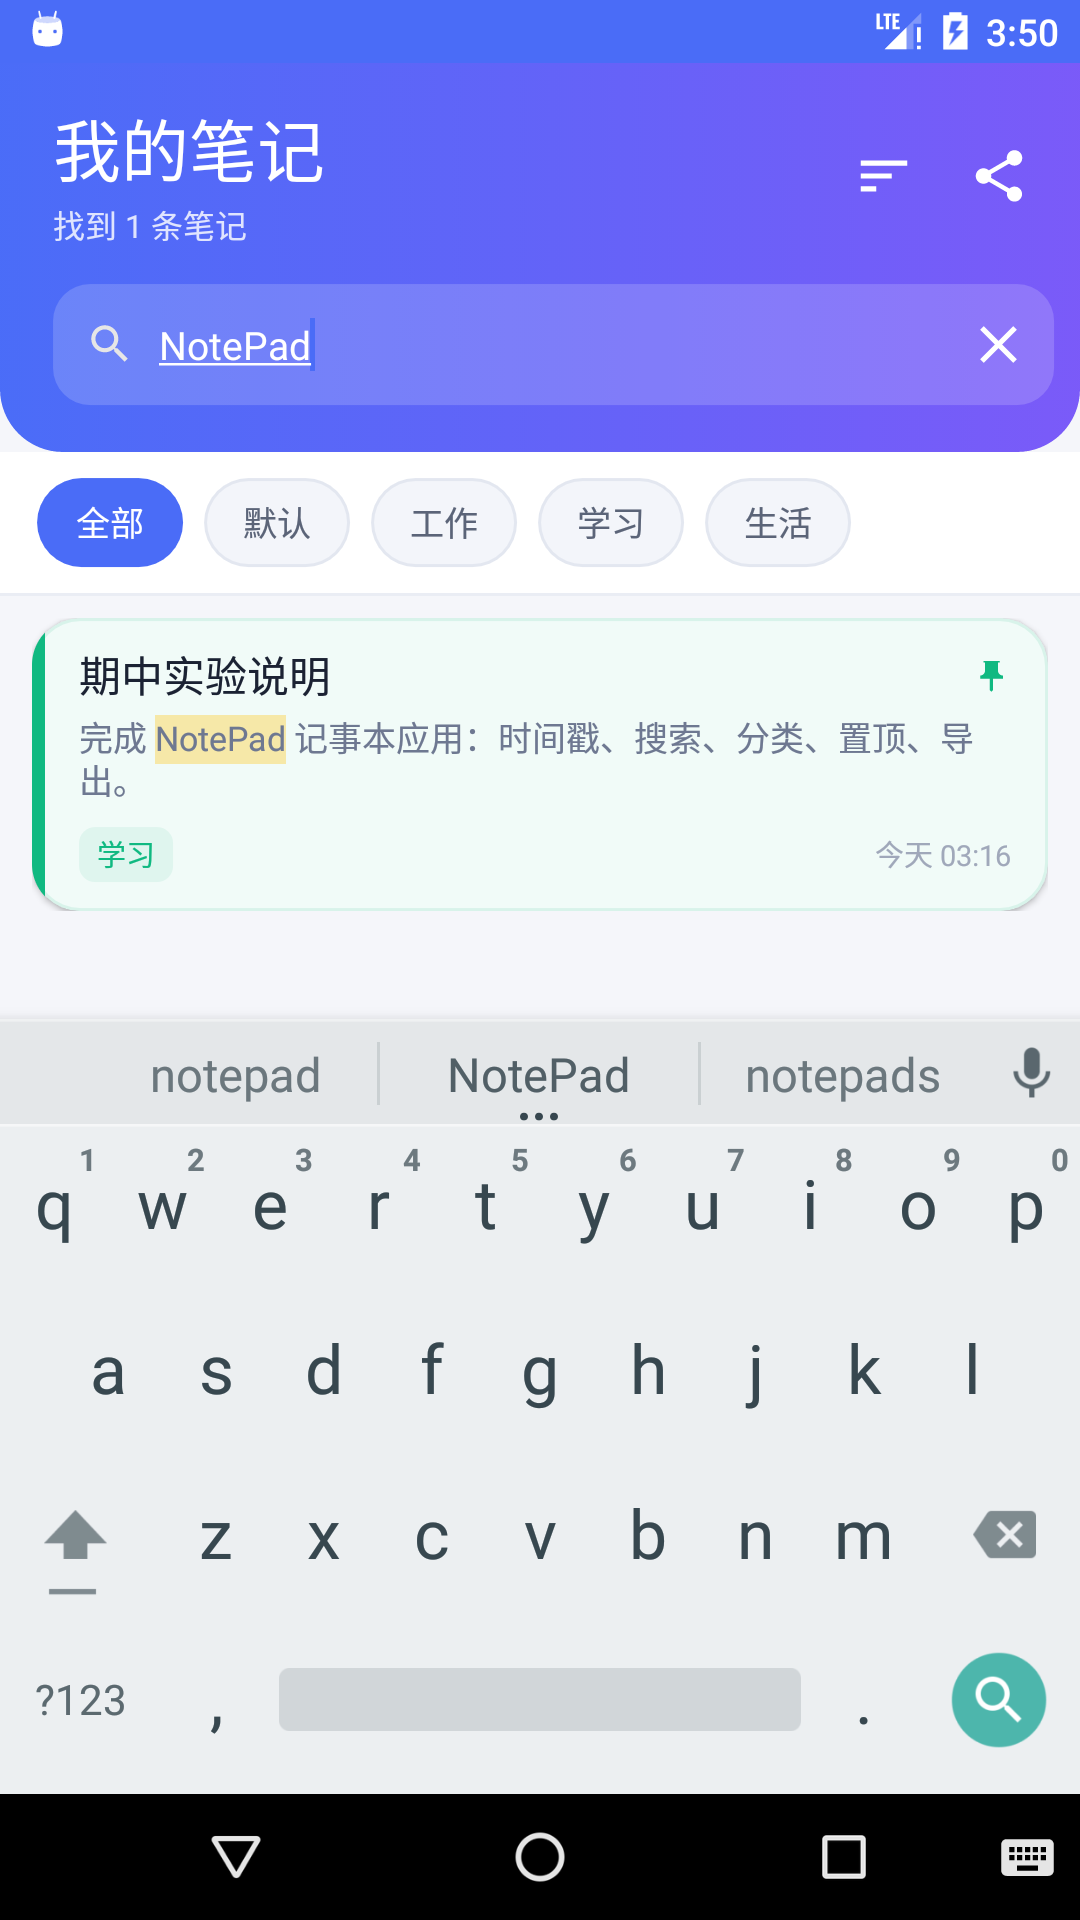 LTE 3:50
我的笔记
找到 1 条笔记
NotePad
全部 默认 工作 学习 生活
期中实验说明
完成 NotePad 记事本应用：时间戳、搜索、分类、置顶、导
出。
学习 今天 03:16
notepad NotePad notepads
1 2 3 4 5 6 7 8 9 0
q w e r t y u i o p
a s d f g h j k l
z x c v b n m
?123 , .